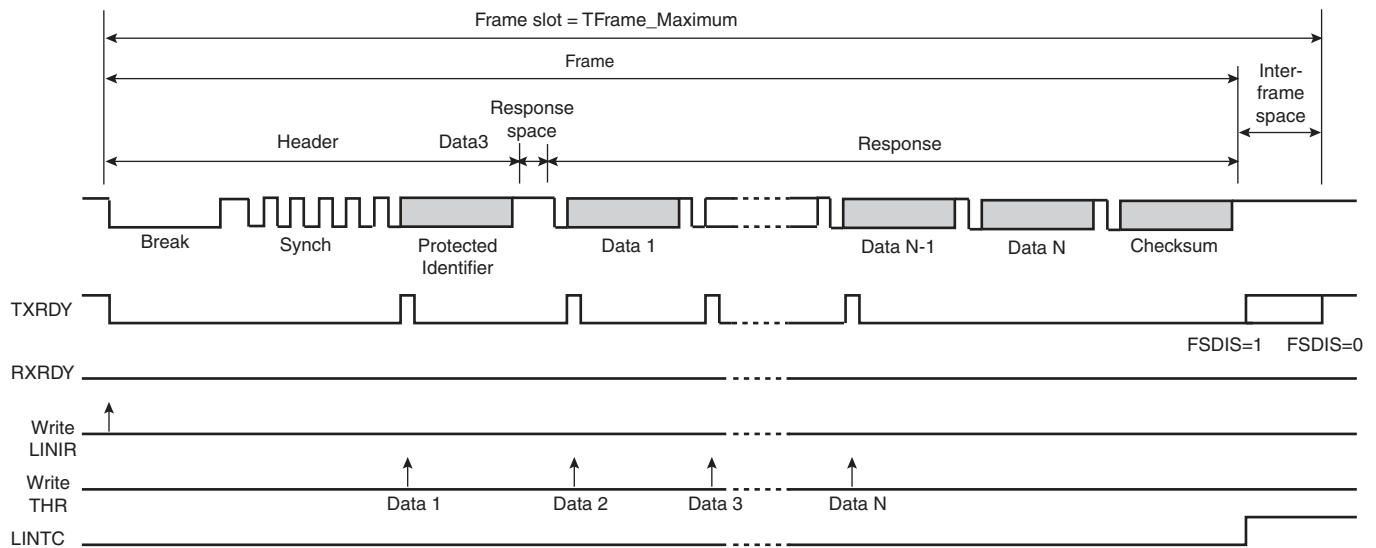 Frame slot = TFrame_Maximum
Frame
Inter-
frame
space
Response
space
Header
Data3
Response
Break
Synch
Protected
Identifier
Data 1
Data N-1
Data N
Checksum
TXRDY
FSDIS=1
FSDIS=0
RXRDY
Write
LINIR
Write
THR
Data 1
Data 2
Data 3
Data N
LINTC